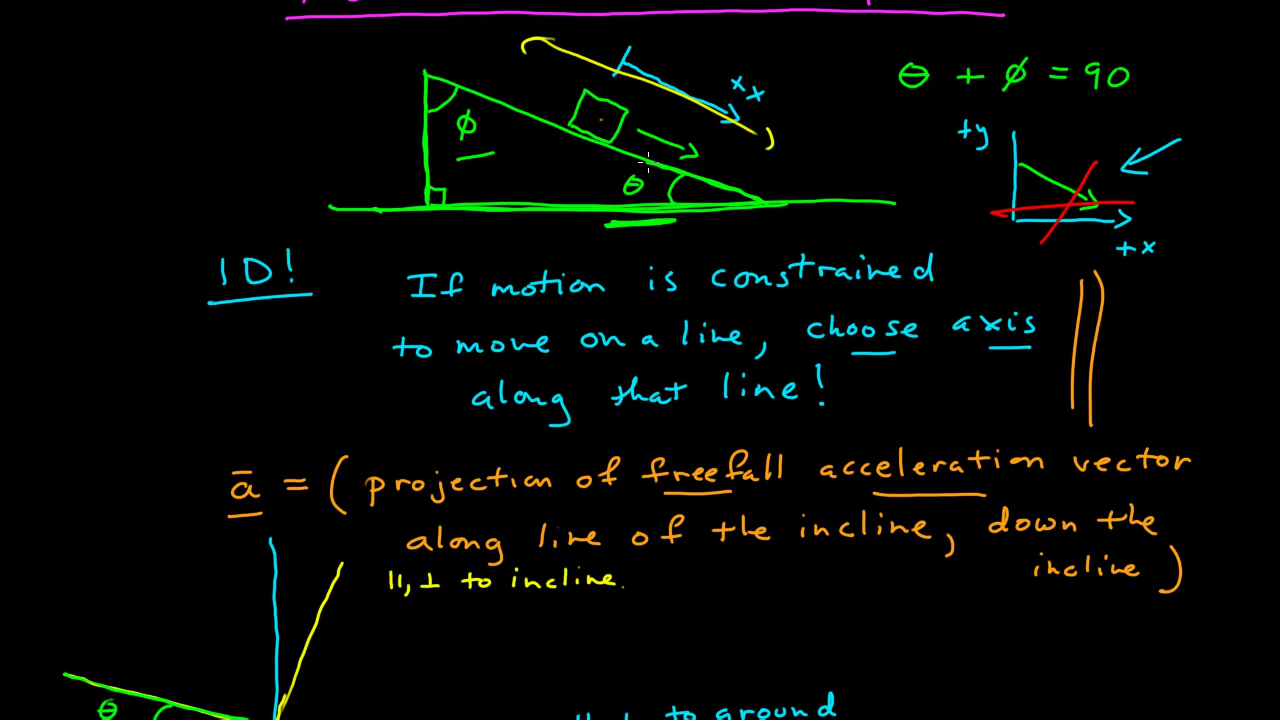 θ + ϕ = 90
x x
ϕ
θ
+y
+x
1D!
If motion is constrained
to move on a line, choose axis
along that line!
a̅ = ( projection of freefall acceleration vector
along line of the incline, down the
incline )
||, ⊥ to incline.
θ
to ground